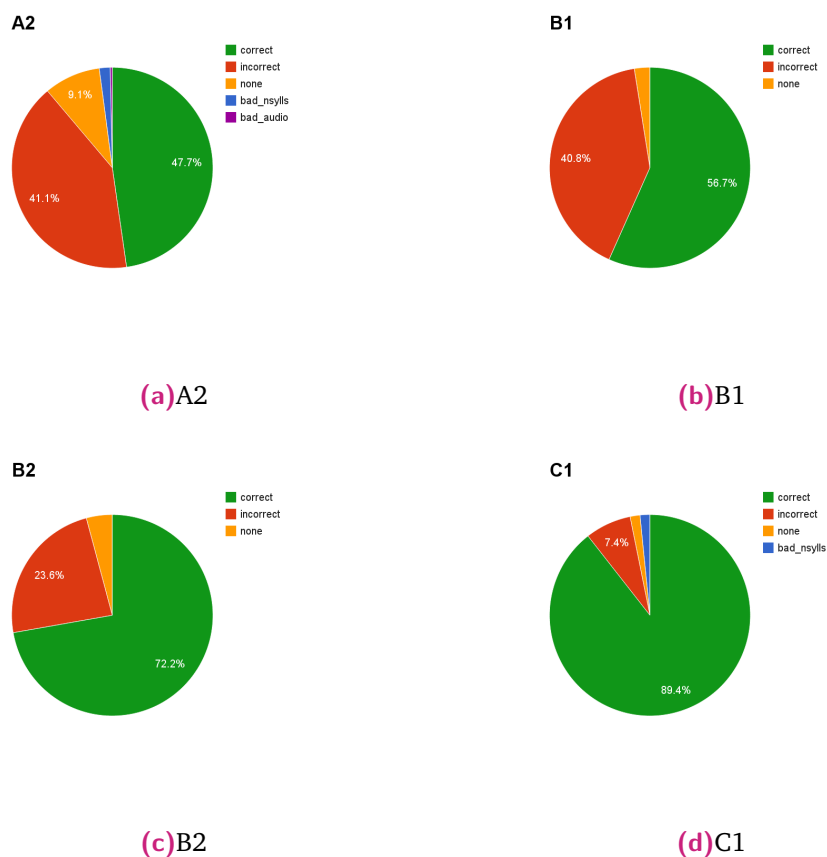 A2
correct
incorrect
none
bad_nsylls
bad_audio
9.1%
47.7%
41.1%
(a)A2
B1
correct
incorrect
none
40.8%
56.7%
(b)B1
B2
correct
incorrect
none
23.6%
72.2%
(c)B2
C1
correct
incorrect
none
bad_nsylls
7.4%
89.4%
(d)C1